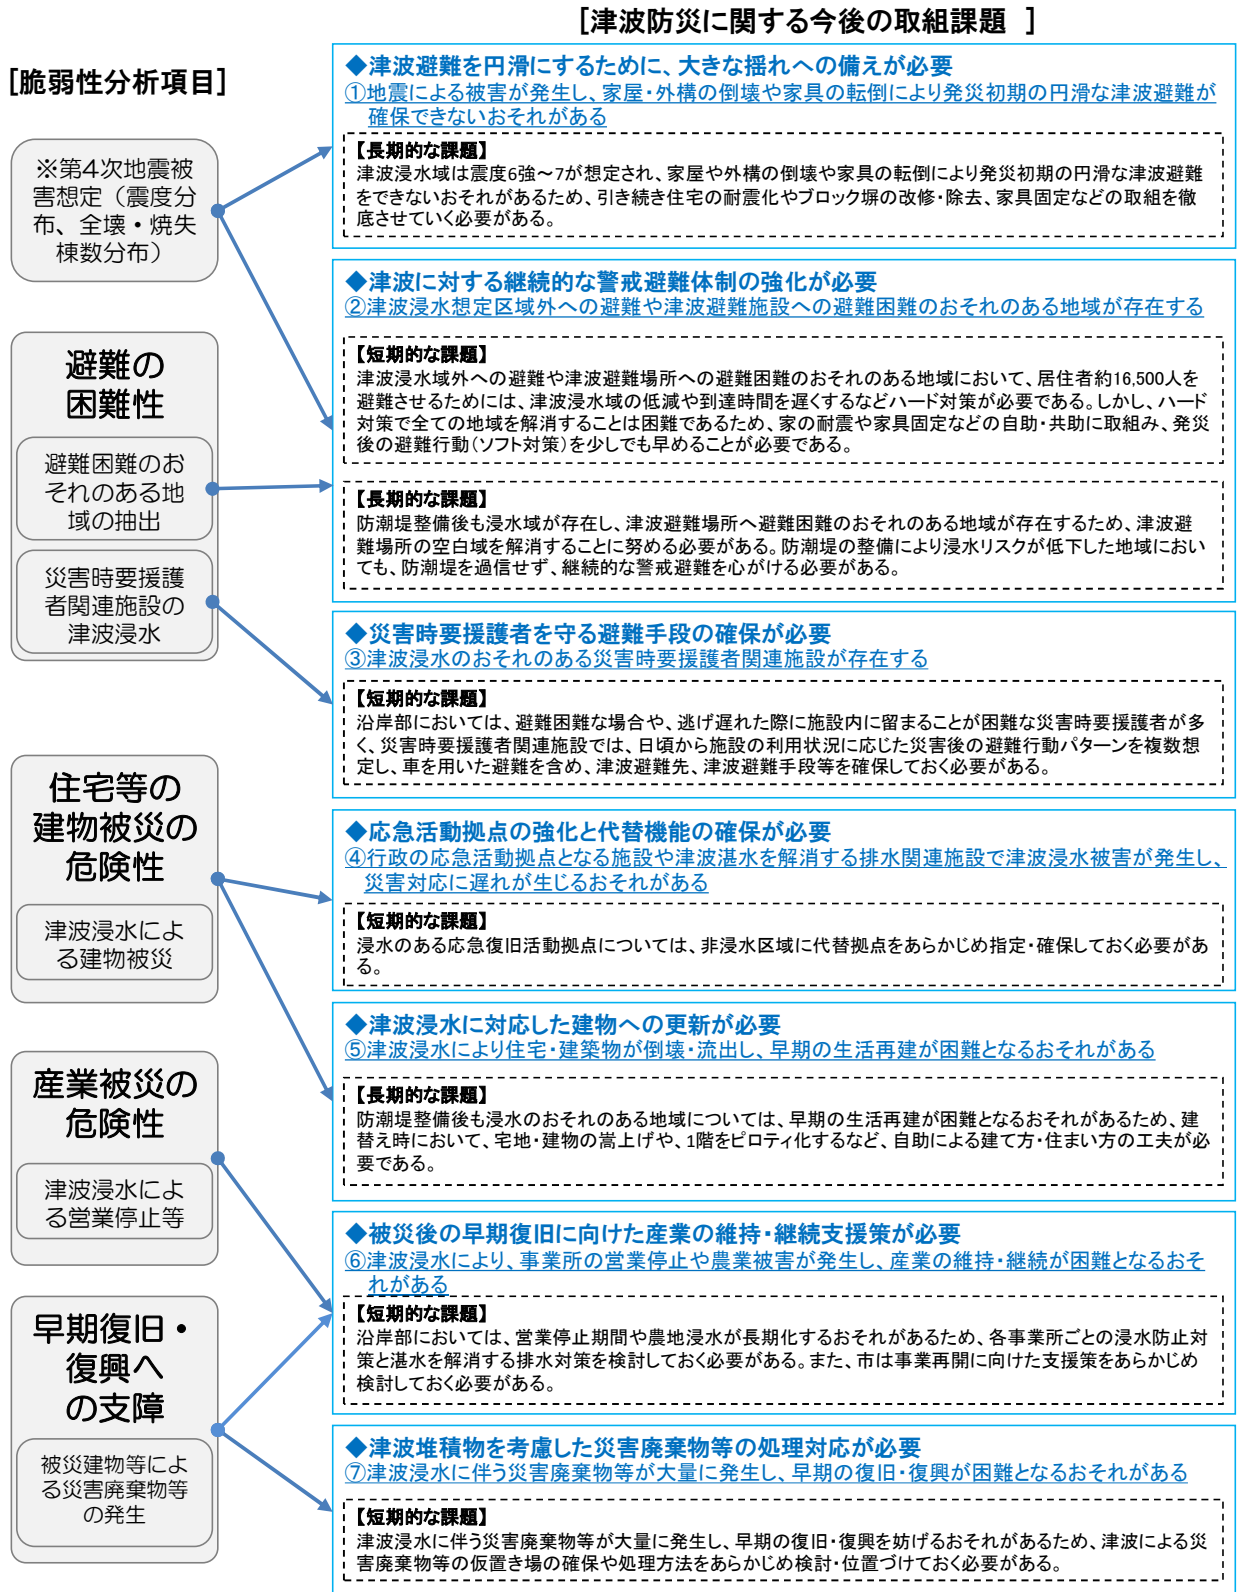 [津波防災に関する今後の取組課題 ]
[脆弱性分析項目]
※第4次地震被
害想定（震度分
布、全壊・焼失
棟数分布）
避難の
困難性
避難困難のお
それのある地
域の抽出
災害時要援護
者関連施設の
津波浸水
住宅等の
建物被災の
危険性
津波浸水によ
る建物被災
産業被災の
危険性
津波浸水によ
る営業停止等
早期復旧・
復興へ
の支障
被災建物等によ
る災害廃棄物等
の発生
◆津波避難を円滑にするために、大きな揺れへの備えが必要
①地震による被害が発生し、家屋・外構の倒壊や家具の転倒により発災初期の円滑な津波避難が
確保できないおそれがある
【長期的な課題】
津波浸水域は震度6強～7が想定され、家屋や外構の倒壊や家具の転倒により発災初期の円滑な津波避難
をできないおそれがあるため、引き続き住宅の耐震化やブロック塀の改修・除去、家具固定などの取組を徹
底させていく必要がある。
◆津波に対する継続的な警戒避難体制の強化が必要
②津波浸水想定区域外への避難や津波避難施設への避難困難のおそれのある地域が存在する
【短期的な課題】
津波浸水域外への避難や津波避難場所への避難困難のおそれのある地域において、居住者約16,500人を
避難させるためには、津波浸水域の低減や到達時間を遅くするなどハード対策が必要である。しかし、ハード
対策で全ての地域を解消することは困難であるため、家の耐震や家具固定などの自助・共助に取組み、発災
後の避難行動（ソフト対策）を少しでも早めることが必要である。
【長期的な課題】
防潮堤整備後も浸水域が存在し、津波避難場所へ避難困難のおそれのある地域が存在するため、津波避
難場所の空白域を解消することに努める必要がある。防潮堤の整備により浸水リスクが低下した地域におい
ても、防潮堤を過信せず、継続的な警戒避難を心がける必要がある。
◆災害時要援護者を守る避難手段の確保が必要
③津波浸水のおそれのある災害時要援護者関連施設が存在する
【短期的な課題】
沿岸部においては、避難困難な場合や、逃げ遅れた際に施設内に留まることが困難な災害時要援護者が多
く、災害時要援護者関連施設では、日頃から施設の利用状況に応じた災害後の避難行動パターンを複数想
定し、車を用いた避難を含め、津波避難先、津波避難手段等を確保しておく必要がある。
◆応急活動拠点の強化と代替機能の確保が必要
④行政の応急活動拠点となる施設や津波湛水を解消する排水関連施設で津波浸水被害が発生し、
災害対応に遅れが生じるおそれがある
【短期的な課題】
浸水のある応急復旧活動拠点については、非浸水区域に代替拠点をあらかじめ指定・確保しておく必要があ
る。
◆津波浸水に対応した建物への更新が必要
⑤津波浸水により住宅・建築物が倒壊・流出し、早期の生活再建が困難となるおそれがある
【長期的な課題】
防潮堤整備後も浸水のおそれのある地域については、早期の生活再建が困難となるおそれがあるため、建
替え時において、宅地・建物の嵩上げや、1階をピロティ化するなど、自助による建て方・住まい方の工夫が必
要である。
◆被災後の早期復旧に向けた産業の維持・継続支援策が必要
⑥津波浸水により、事業所の営業停止や農業被害が発生し、産業の維持・継続が困難となるおそ
れがある
【短期的な課題】
沿岸部においては、営業停止期間や農地浸水が長期化するおそれがあるため、各事業所ごとの浸水防止対
策と湛水を解消する排水対策を検討しておく必要がある。また、市は事業再開に向けた支援策をあらかじめ
検討しておく必要がある。
◆津波堆積物を考慮した災害廃棄物等の処理対応が必要
⑦津波浸水に伴う災害廃棄物等が大量に発生し、早期の復旧・復興が困難となるおそれがある
【短期的な課題】
津波浸水に伴う災害廃棄物等が大量に発生し、早期の復旧・復興を妨げるおそれがあるため、津波による災
害廃棄物等の仮置き場の確保や処理方法をあらかじめ検討・位置づけておく必要がある。